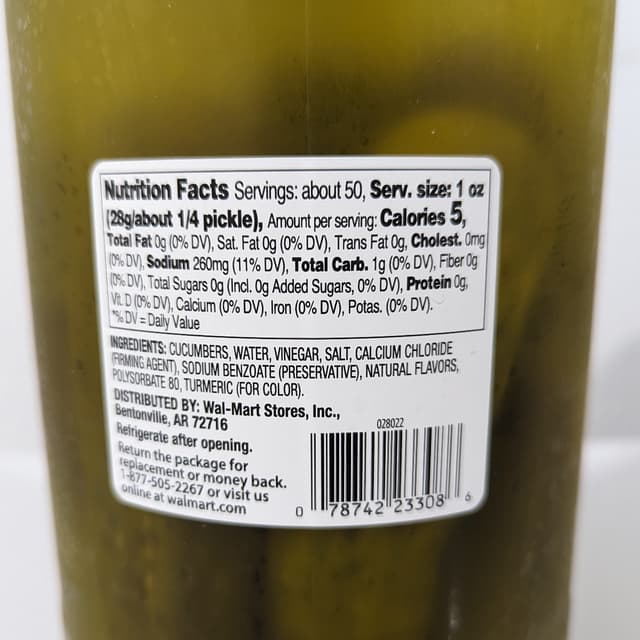 Nutrition Facts Servings: about 50, Serv. size: 1 oz
(28g/about 1/4 pickle), Amount per serving: Calories 5,
Total Fat 0g (0% DV), Sat. Fat 0g (0% DV), Trans Fat 0g, Cholest. 0mg
(0% DV), Sodium 260mg (11% DV), Total Carb. 1g (0% DV), Fiber 0g
(0% DV), Total Sugars 0g (Incl. 0g Added Sugars, 0% DV), Protein 0g,
Vit. D (0% DV), Calcium (0% DV), Iron (0% DV), Potas. (0% DV).
*% DV = Daily Value
INGREDIENTS: CUCUMBERS, WATER, VINEGAR, SALT, CALCIUM CHLORIDE
(FIRMING AGENT), SODIUM BENZOATE (PRESERVATIVE), NATURAL FLAVORS,
POLYSORBATE 80, TURMERIC (FOR COLOR).
DISTRIBUTED BY: Wal-Mart Stores, Inc.,
Bentonville, AR 72716
Refrigerate after opening.
Return the package for
replacement or money back.
1-877-505-2267 or visit us
online at walmart.com
028022
0 78742 23308 6